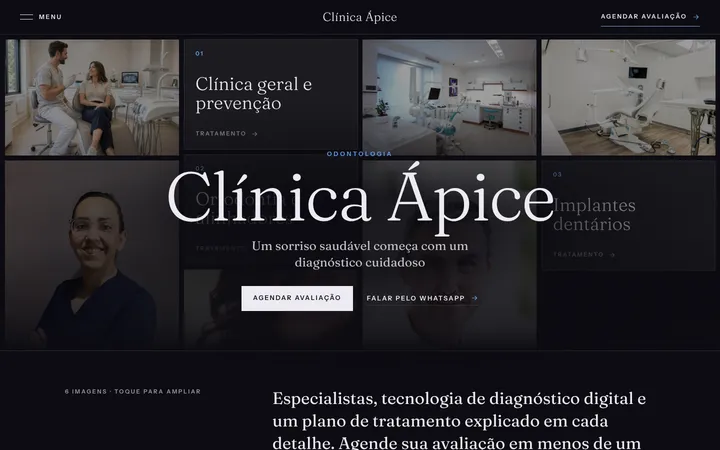 MENU
Clínica Ápice
AGENDAR AVALIAÇÃO →
01
Clínica geral e
prevenção
TRATAMENTO →
ODONTOLOGIA
Clínica Ápice
03
Implantes
dentários
TRATAMENTO →
Um sorriso saudável começa com um
diagnóstico cuidadoso
AGENDAR AVALIAÇÃO
FALAR PELO WHATSAPP →
6 IMAGENS · TOQUE PARA AMPLIAR
Especialistas, tecnologia de diagnóstico digital e
um plano de tratamento explicado em cada
detalhe. Agende sua avaliação em menos de um